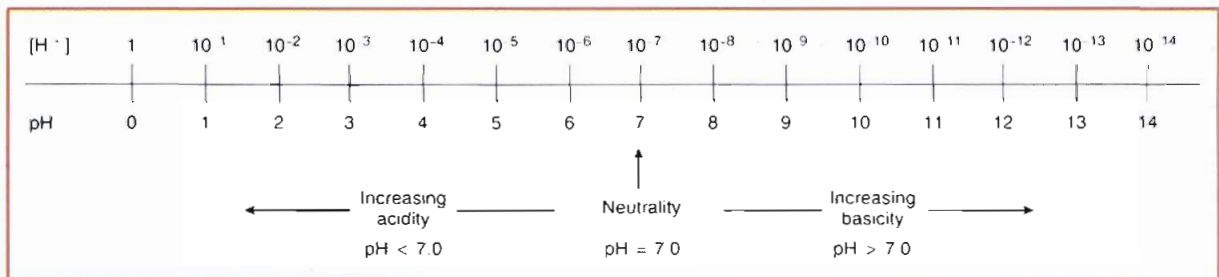 [H⁺] 1 10⁻¹ 10⁻² 10⁻³ 10⁻⁴ 10⁻⁵ 10⁻⁶ 10⁻⁷ 10⁻⁸ 10⁻⁹ 10⁻¹⁰ 10⁻¹¹ 10⁻¹² 10⁻¹³ 10⁻¹⁴
pH 0 1 2 3 4 5 6 7 8 9 10 11 12 13 14
Increasing acidity
pH < 7.0
Neutrality
pH = 7 0
Increasing basicity
pH > 7 0